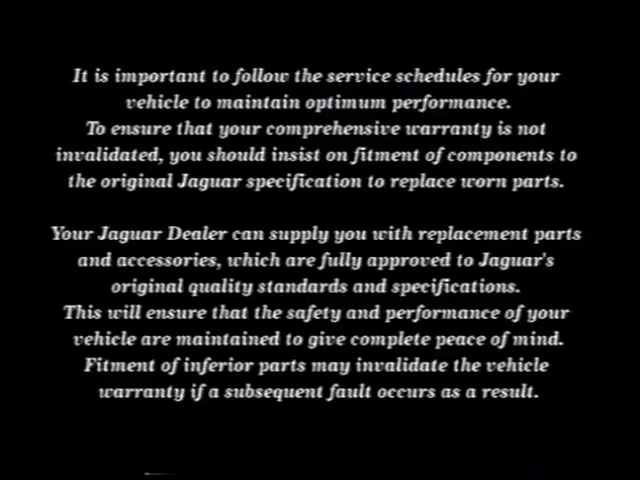 It is important to follow the service schedules for your
vehicle to maintain optimum performance.
To ensure that your comprehensive warranty is not
invalidated, you should insist on fitment of components to
the original Jaguar specification to replace worn parts.
Your Jaguar Dealer can supply you with replacement parts
and accessories, which are fully approved to Jaguar's
original quality standards and specifications.
This will ensure that the safety and performance of your
vehicle are maintained to give complete peace of mind.
Fitment of inferior parts may invalidate the vehicle
warranty if a subsequent fault occurs as a result.